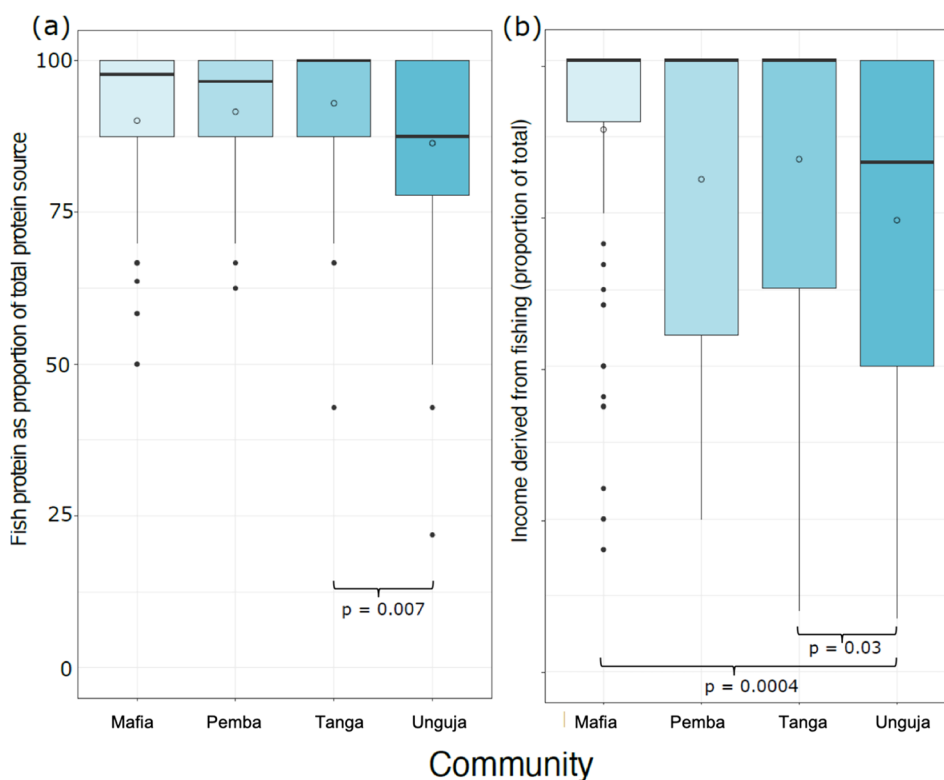 (a)
Fish protein as proportion of total protein source
100
75
50
25
0
p = 0.007
Mafia Pemba Tanga Unguja
(b)
Income derived from fishing (proportion of total)
p = 0.03
p = 0.0004
Mafia Pemba Tanga Unguja
Community